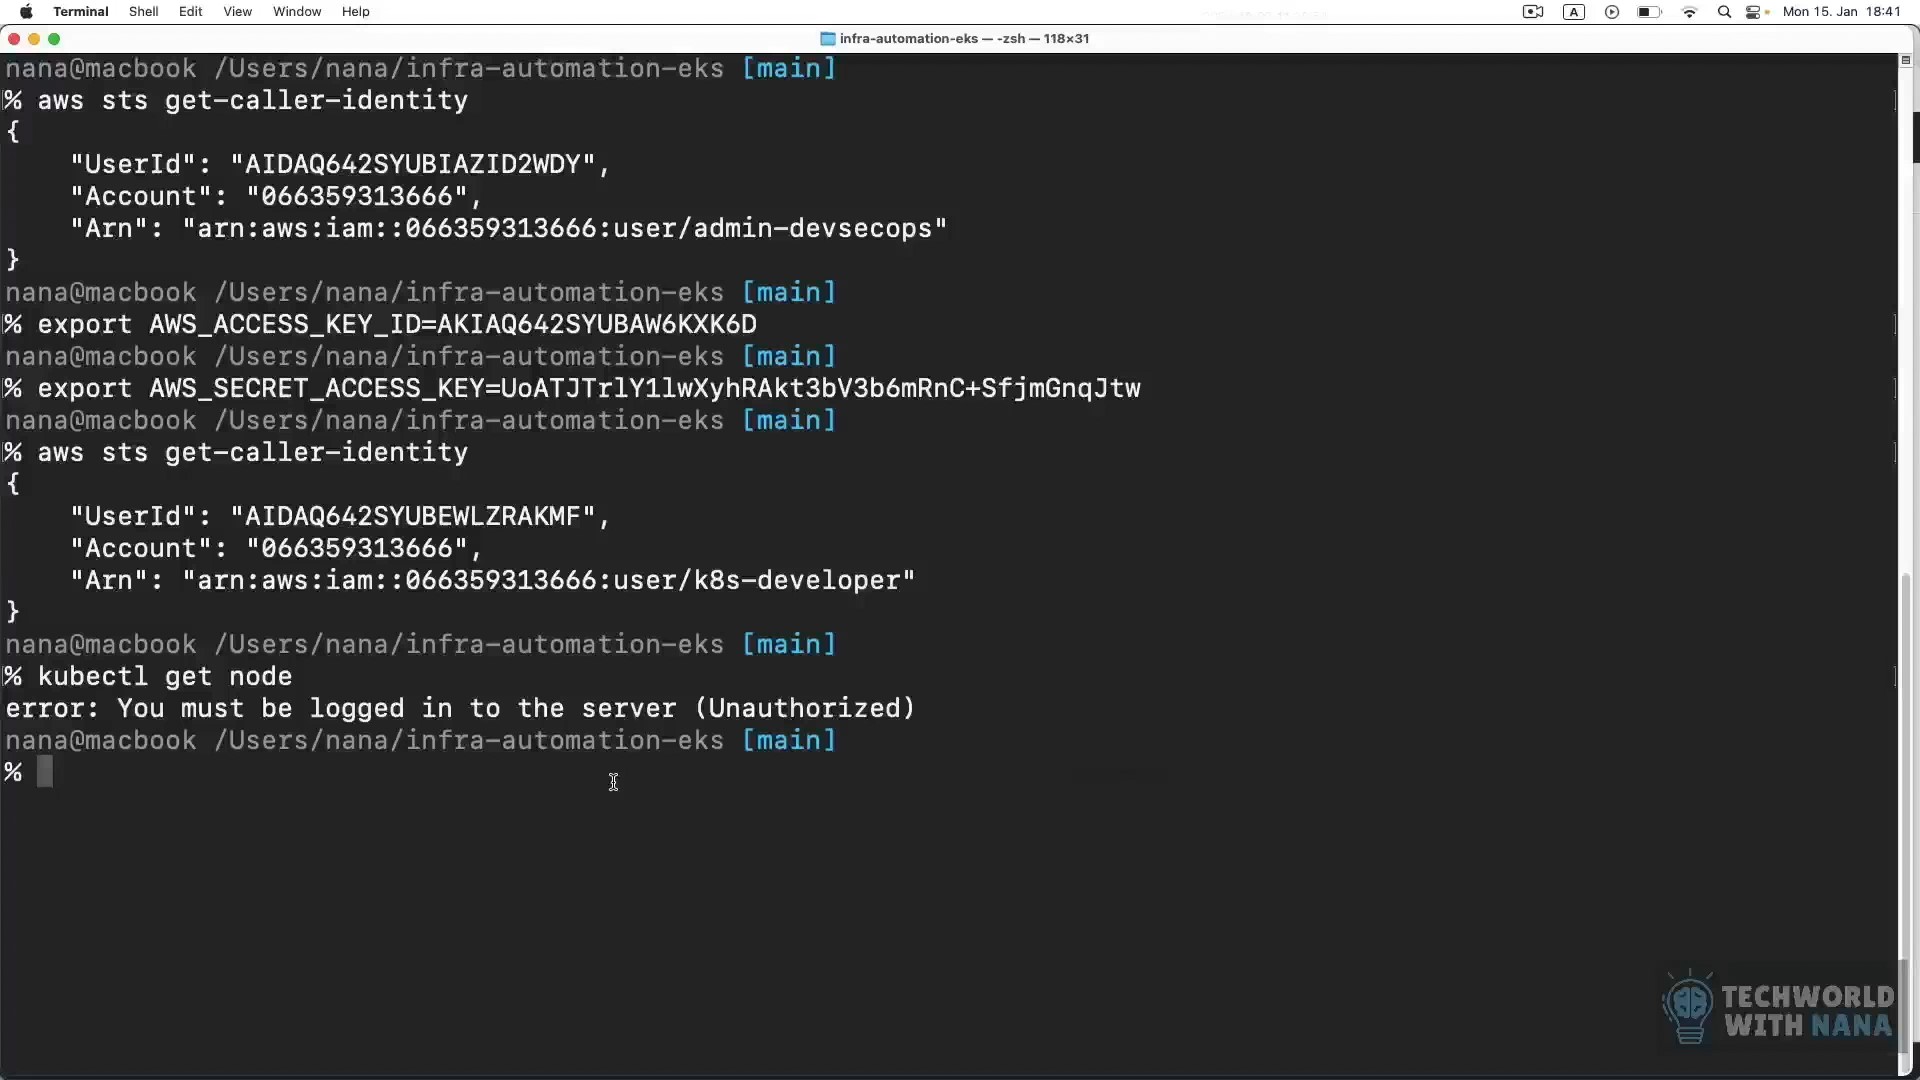 Terminal Shell Edit View Window Help A Mon 15. Jan 18:41
infra-automation-eks — -zsh — 118×31
nana@macbook /Users/nana/infra-automation-eks [main]
% aws sts get-caller-identity
{
    "UserId": "AIDAQ642SYUBIAZID2WDY",
    "Account": "066359313666",
    "Arn": "arn:aws:iam::066359313666:user/admin-devsecops"
}
nana@macbook /Users/nana/infra-automation-eks [main]
% export AWS_ACCESS_KEY_ID=AKIAQ642SYUBAW6KXK6D
nana@macbook /Users/nana/infra-automation-eks [main]
% export AWS_SECRET_ACCESS_KEY=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
nana@macbook /Users/nana/infra-automation-eks [main]
% aws sts get-caller-identity
{
    "UserId": "AIDAQ642SYUBEWLZRAKMF",
    "Account": "066359313666",
    "Arn": "arn:aws:iam::066359313666:user/k8s-developer"
}
nana@macbook /Users/nana/infra-automation-eks [main]
% kubectl get node
error: You must be logged in to the server (Unauthorized)
nana@macbook /Users/nana/infra-automation-eks [main]
%
TECHWORLD
WITH NANA